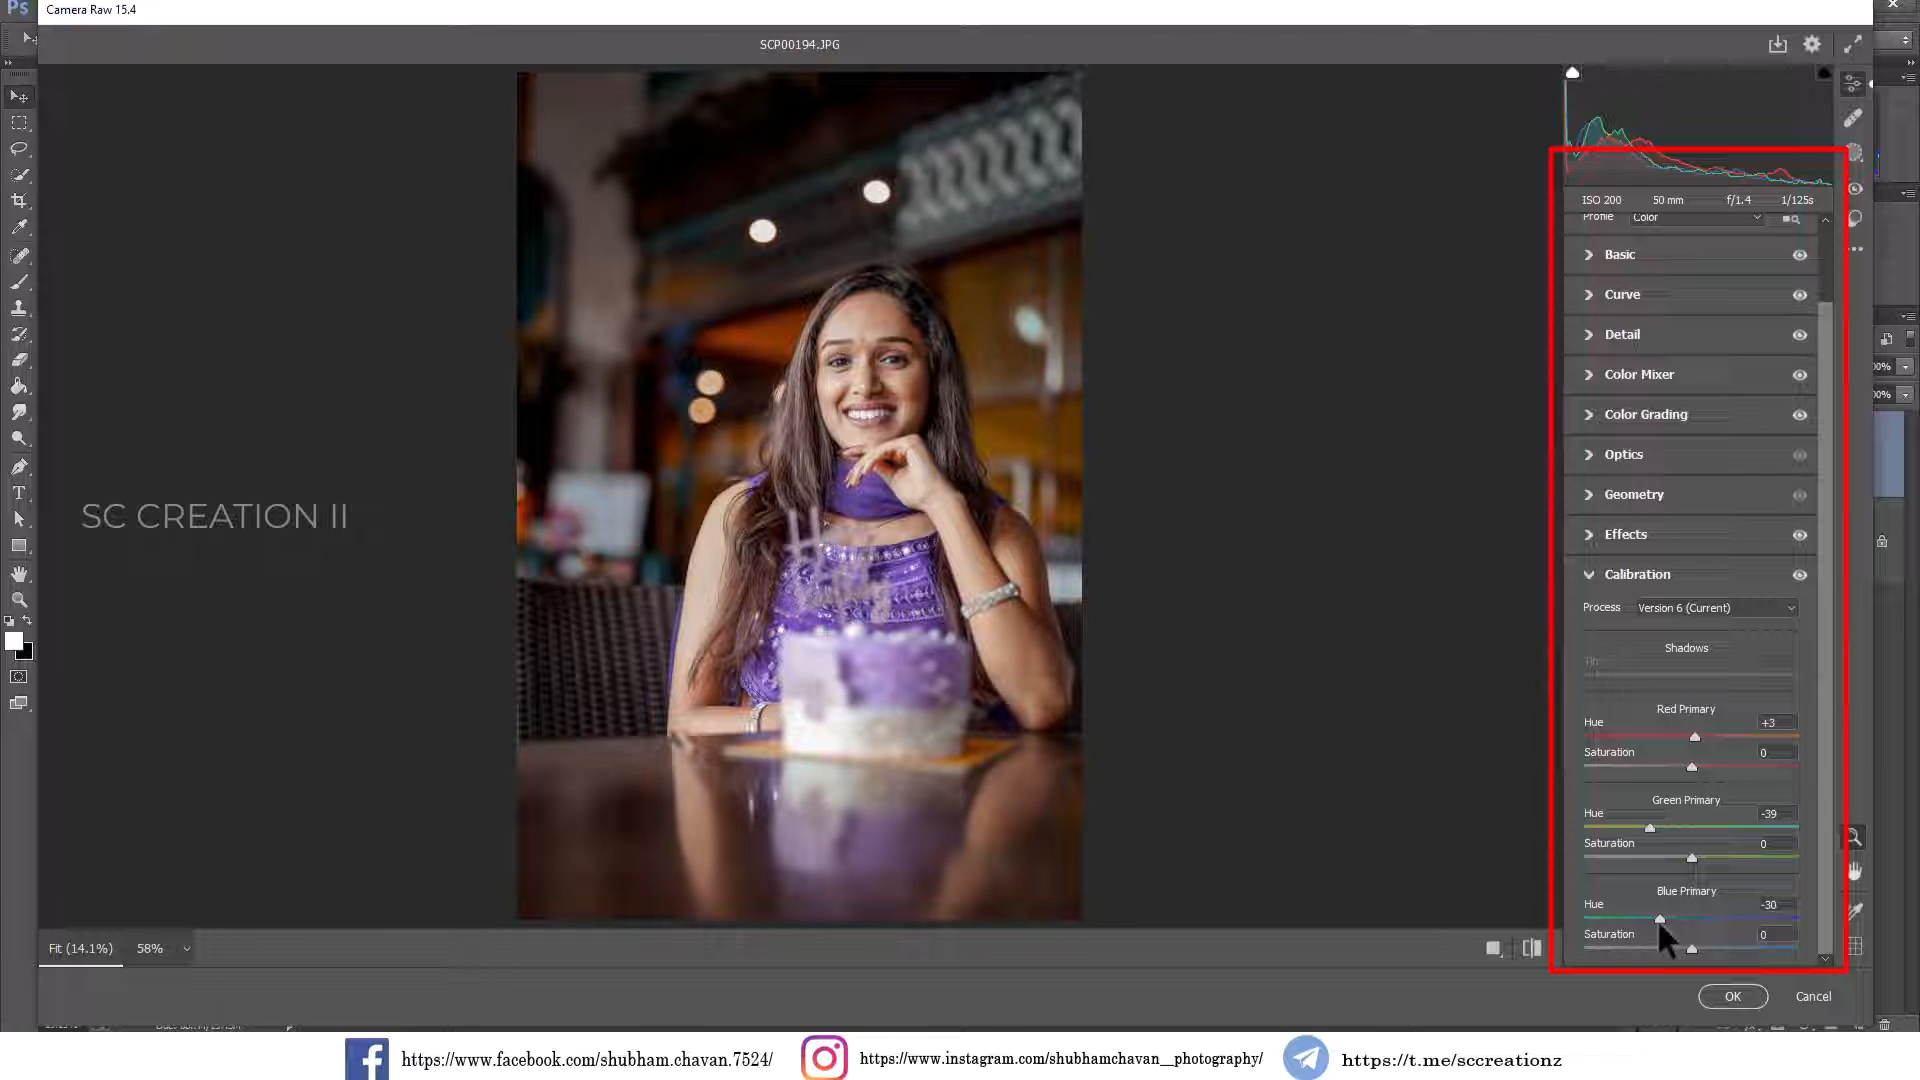 Ps
Camera Raw 15.4
SCP00194.JPG
ISO 200 50 mm f/1.4 1/125s
Profile Color
Basic
Curve
Detail
Color Mixer
Color Grading
Optics
Geometry
Effects
Calibration
Process Version 6 (Current)
Shadows
Red Primary
Hue +3
Saturation 0
Green Primary
Hue -39
Saturation 0
Blue Primary
Hue -30
Saturation 0
SC CREATION II
Fit (14.1%) 58%
OK Cancel
https://www.facebook.com/shubham.chavan.7524/ https://www.instagram.com/shubhamchavan__photography/ https://t.me/sccreationz